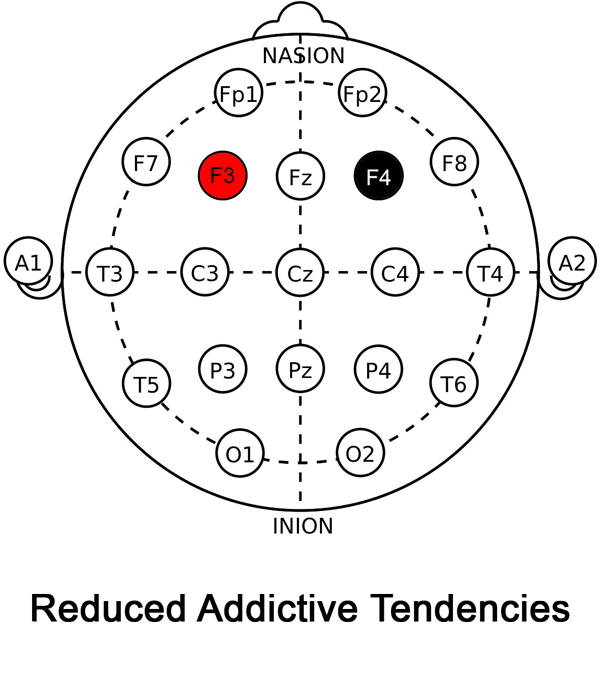 NASION
Fp1 Fp2
F7 F3 Fz F4 F8
A1 T3 C3 Cz C4 T4 A2
T5 P3 Pz P4 T6
O1 O2
INION
Reduced Addictive Tendencies